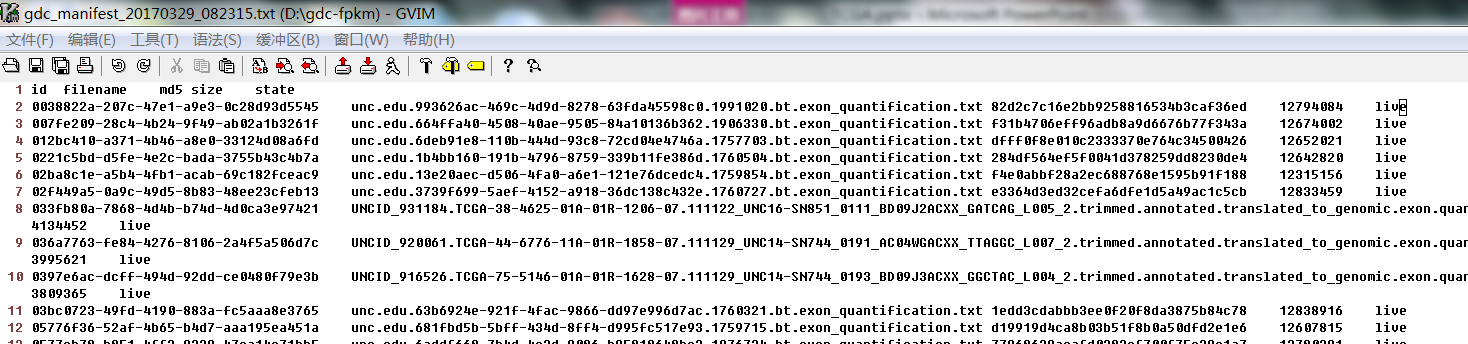 gdc_manifest_20170329_082315.txt (D:\gdc-fpkm) - GVIM
文件(F) 编辑(E) 工具(T) 语法(S) 缓冲区(B) 窗口(W) 帮助(H)
1 id filename md5 size state
2 0038822a-207c-47e1-a9e3-0c28d93d5545 unc.edu.993626ac-469c-4d9d-8278-63fda45598c0.1991020.bt.exon_quantification.txt 82d2c7c16e2bb9258816534b3caf36ed 12794084 live
3 007fe209-28c4-4b24-9f49-ab02a1b3261f unc.edu.664ffa40-4508-40ae-9505-84a10136b362.1906330.bt.exon_quantification.txt f31b4706eff96adb8a9d6676b77f343a 12674002 live
4 012bc410-a371-4b46-a8e0-33124d08a6fd unc.edu.6deb91e8-110b-444d-93c8-72cd04e4746a.1757703.bt.exon_quantification.txt dfff0f8e010c2333370e764c34500426 12652021 live
5 0221c5bd-d5fe-4e2c-bada-3755b43c4b7a unc.edu.1b4bb160-191b-4796-8759-339b11fe386d.1760504.bt.exon_quantification.txt 284df564ef5f0041d378259dd8230de4 12642820 live
6 02ba8c1e-a5b4-4fb1-acab-69c182fceac9 unc.edu.13e20aec-d506-4fa0-a6e1-121e76dcedc4.1759854.bt.exon_quantification.txt f4e0abbf28a2ec688768e1595b91f188 12315156 live
7 02f449a5-0a9c-49d5-8b83-48ee23cfeb13 unc.edu.3739f699-5aef-4152-a918-36dc138c432e.1760727.bt.exon_quantification.txt e3364d3ed32cefa6dfe1d5a49ac1c5cb 12833459 live
8 033fb80a-7868-4d4b-b74d-4d0ca3e97421 UNCID_931184.TCGA-38-4625-01A-01R-1206-07.111122_UNC16-SN851_0111_BD09J2ACXX_GATCAG_L005_2.trimmed.annotated.translated_to_genomic.exon.quan
4134452 live
9 036a7763-fe84-4276-8106-2a4f5a506d7c UNCID_920061.TCGA-44-6776-11A-01R-1858-07.111129_UNC14-SN744_0191_AC04WGACXX_TTAGGC_L007_2.trimmed.annotated.translated_to_genomic.exon.quan
3995621 live
10 0397e6ac-dcff-494d-92dd-ce0480f79e3b UNCID_916526.TCGA-75-5146-01A-01R-1628-07.111129_UNC14-SN744_0193_BD09J3ACXX_GGCTAC_L004_2.trimmed.annotated.translated_to_genomic.exon.quan
3809365 live
11 03bc0723-49fd-4190-883a-fc5aaa8e3765 unc.edu.63b6924e-921f-4fac-9866-dd97e996d7ac.1760321.bt.exon_quantification.txt 1edd3cdabbb3ee0f20f8da3875b84c78 12838916 live
12 05776f36-52af-4b65-b4d7-aaa195ea451a unc.edu.681fbd5b-5bff-434d-8ff4-d995fc517e93.1759715.bt.exon_quantification.txt d19919d4ca8b03b51f8b0a50dfd2e1e6 12607815 live